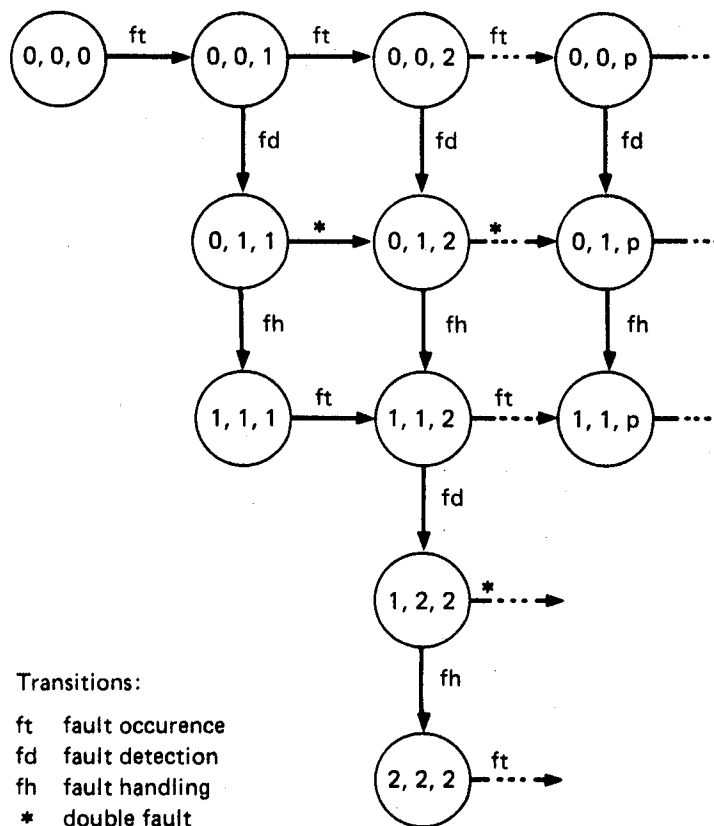 ft ft ft
0, 0, 0 0, 0, 1 0, 0, 2 0, 0, p
fd fd fd
* *
0, 1, 1 0, 1, 2 0, 1, p
fh fh fh
ft ft
1, 1, 1 1, 1, 2 1, 1, p
fd
*
1, 2, 2
fh
Transitions:
ft fault occurence
ft
fd fault detection
2, 2, 2
fh fault handling
* double fault